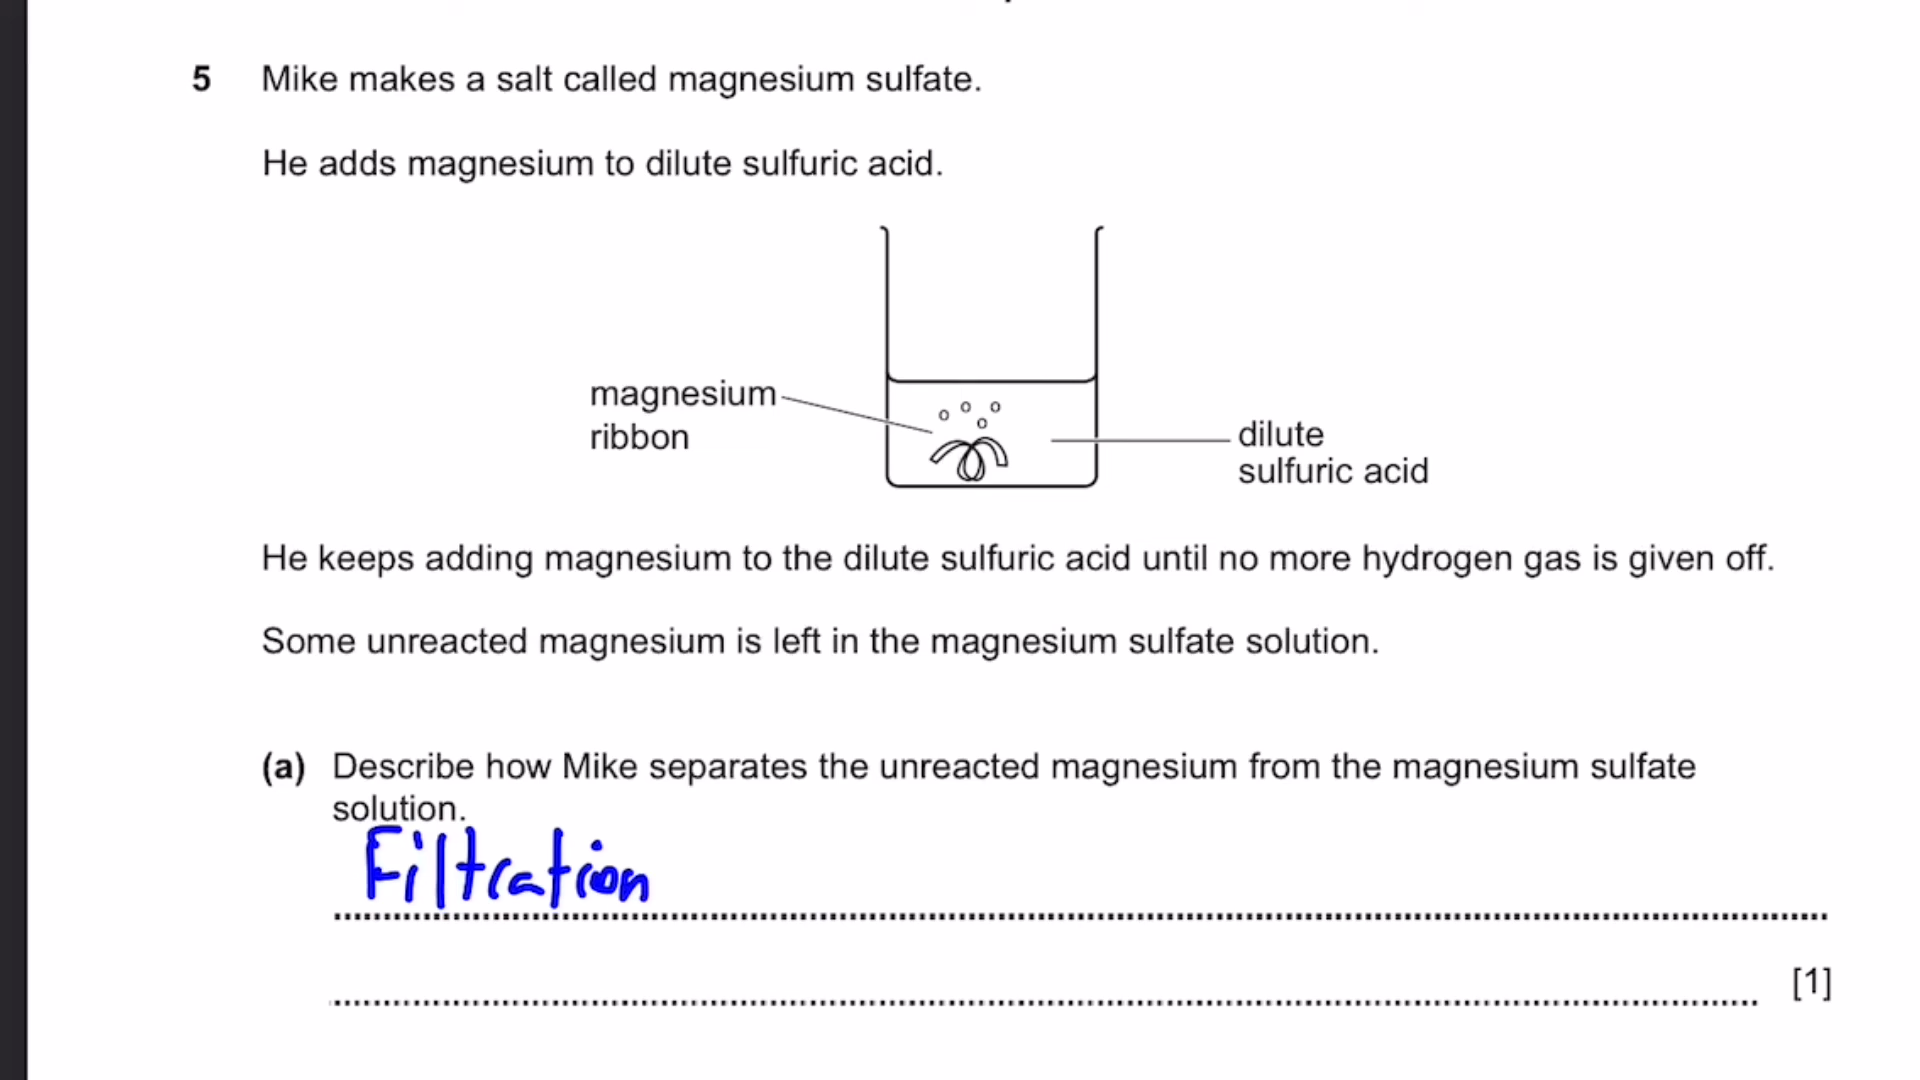 5 Mike makes a salt called magnesium sulfate.
He adds magnesium to dilute sulfuric acid.
magnesium
ribbon
dilute
sulfuric acid
He keeps adding magnesium to the dilute sulfuric acid until no more hydrogen gas is given off.
Some unreacted magnesium is left in the magnesium sulfate solution.
(a) Describe how Mike separates the unreacted magnesium from the magnesium sulfate
solution.
Filtration
[1]